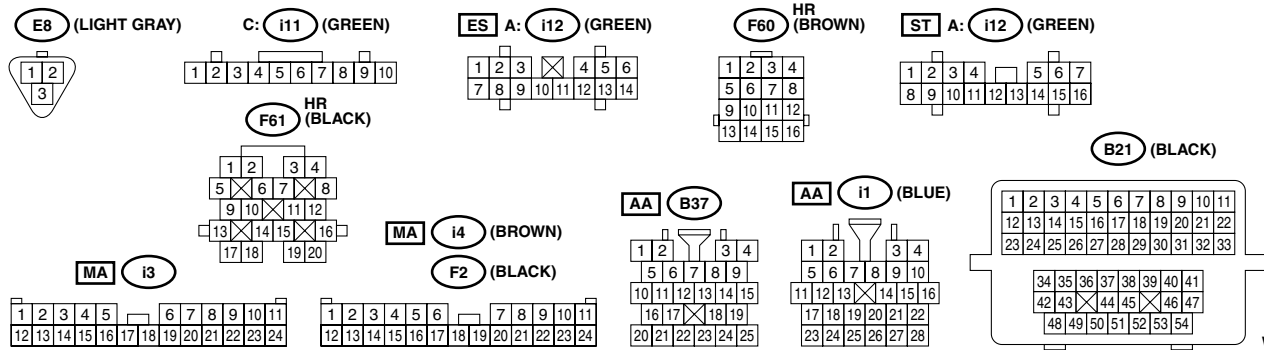 E8 (LIGHT GRAY)
1 2
3
C: i11 (GREEN)
1 2 3 4 5 6 7 8 9 10
ES A: i12 (GREEN)
1 2 3 4 5 6
7 8 9 10 11 12 13 14
F60 HR (BROWN)
1 2 3 4
5 6 7 8
9 10 11 12
13 14 15 16
ST A: i12 (GREEN)
1 2 3 4 5 6 7
8 9 10 11 12 13 14 15 16
F61 HR (BLACK)
1 2 3 4
5 6 7 8
9 10 11 12
13 14 15 16
17 18 19 20
MA i3
1 2 3 4 5 6 7 8 9 10 11
12 13 14 15 16 17 18 19 20 21 22 23 24
MA i4 (BROWN)
F2 (BLACK)
1 2 3 4 5 6 7 8 9 10 11
12 13 14 15 16 17 18 19 20 21 22 23 24
AA B37
1 2 3 4
5 6 7 8 9
10 11 12 13 14 15
16 17 18 19
20 21 22 23 24 25
AA i1 (BLUE)
1 2 3 4
5 6 7 8 9 10
11 12 13 14 15 16
17 18 19 20 21 22
23 24 25 26 27 28
B21 (BLACK)
1 2 3 4 5 6 7 8 9 10 11
12 13 14 15 16 17 18 19 20 21 22
23 24 25 26 27 28 29 30 31 32 33
34 35 36 37 38 39 40 41
42 43 44 45 46 47
48 49 50 51 52 53 54